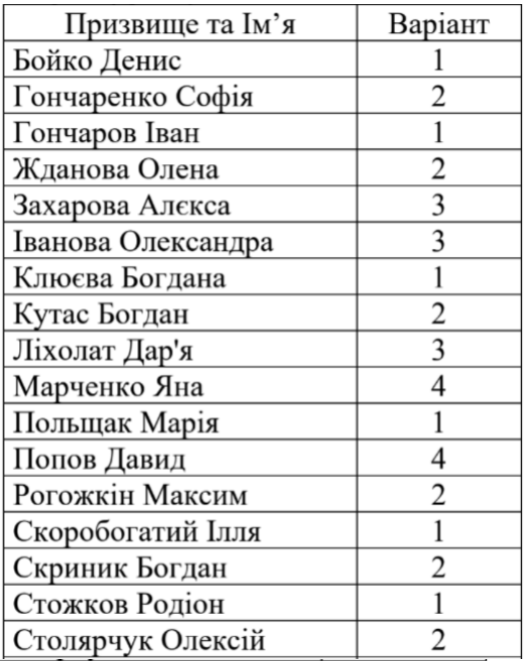 Призвище та Ім’я Варіант
Бойко Денис 1
Гончаренко Софія 2
Гончаров Іван 1
Жданова Олена 2
Захарова Алєкса 3
Іванова Олександра 3
Клюєва Богдана 1
Кутас Богдан 2
Ліхолат Дар'я 3
Марченко Яна 4
Польщак Марія 1
Попов Давид 4
Рогожкін Максим 2
Скоробогатий Ілля 1
Скриник Богдан 2
Стожков Родіон 1
Столярчук Олексій 2